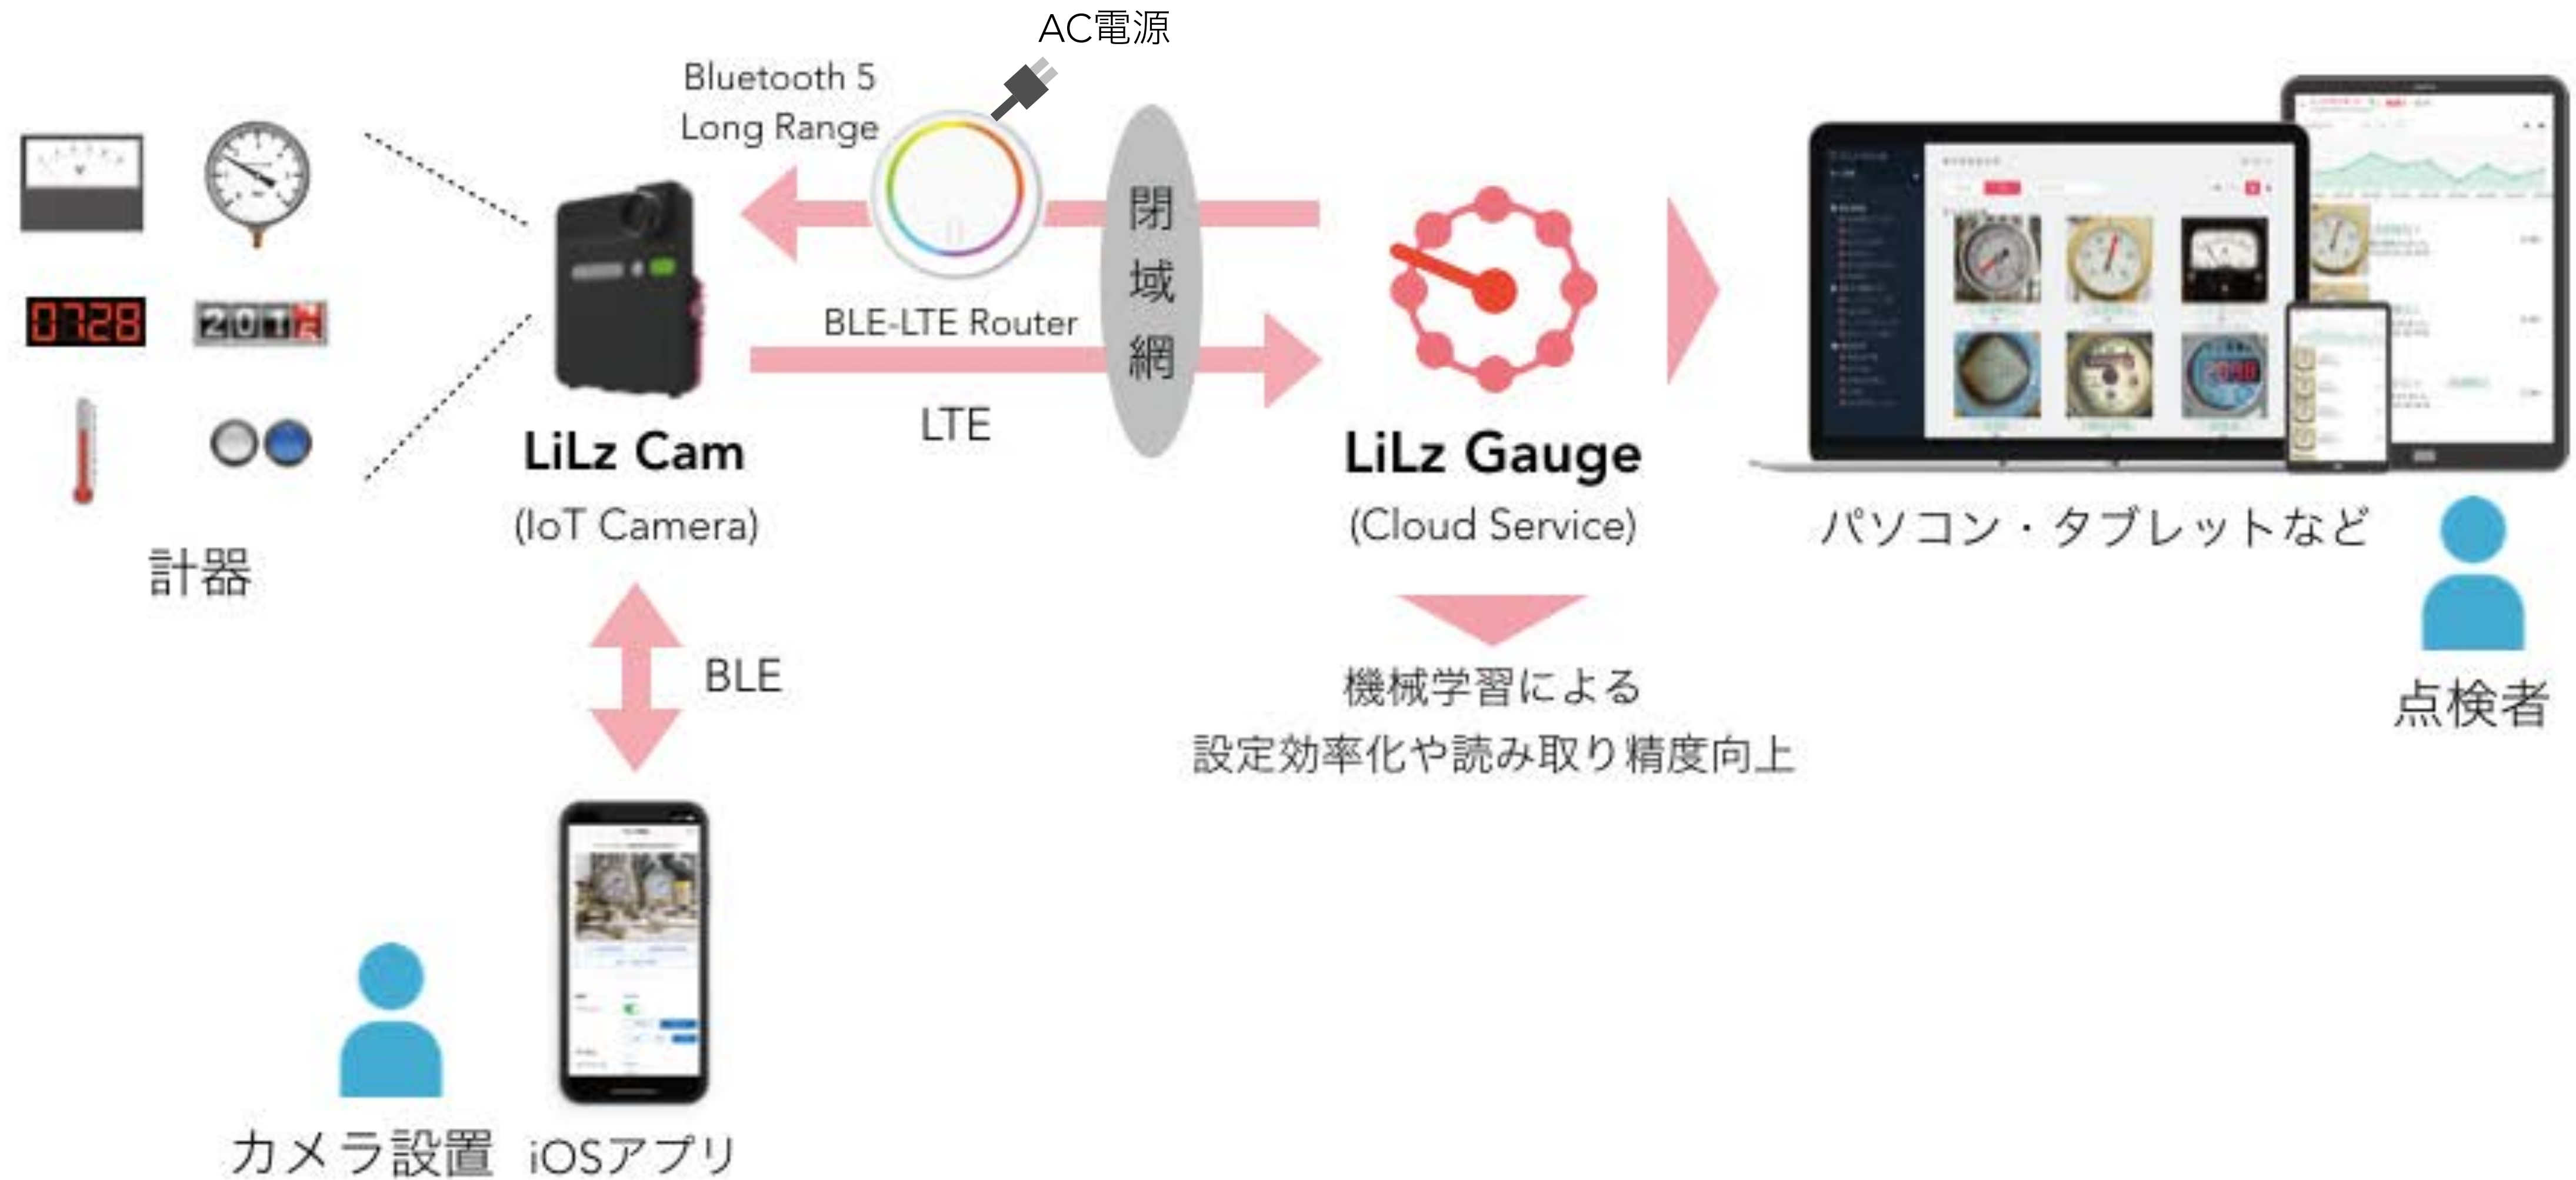 AC電源
Bluetooth 5
Long Range
閉域網
BLE-LTE Router
LTE
0728
計器
LiLz Cam
(IoT Camera)
LiLz Gauge
(Cloud Service)
パソコン・タブレットなど
点検者
BLE
機械学習による
設定効率化や読み取り精度向上
カメラ設置
iOSアプリ